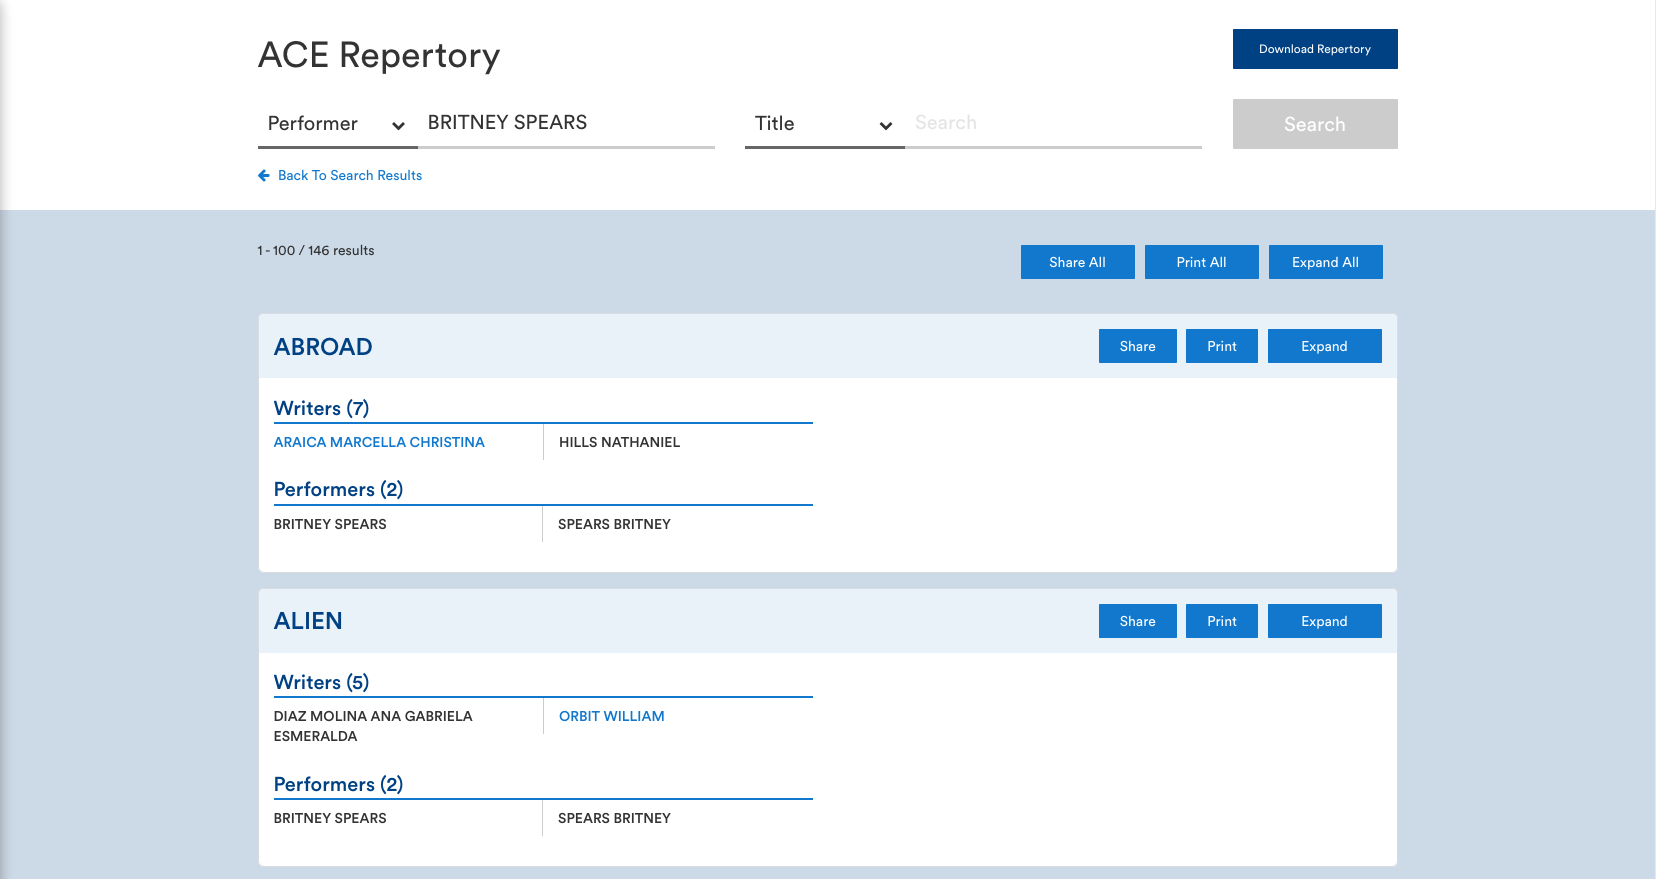 ACE Repertory
Download Repertory
Performer BRITNEY SPEARS Title Search Search
Back To Search Results
1 - 100 / 146 results
Share All Print All Expand All
ABROAD Share Print Expand
Writers (7)
ARAICA MARCELLA CHRISTINA HILLS NATHANIEL
Performers (2)
BRITNEY SPEARS SPEARS BRITNEY
ALIEN Share Print Expand
Writers (5)
DIAZ MOLINA ANA GABRIELA ORBIT WILLIAM
ESMERALDA
Performers (2)
BRITNEY SPEARS SPEARS BRITNEY